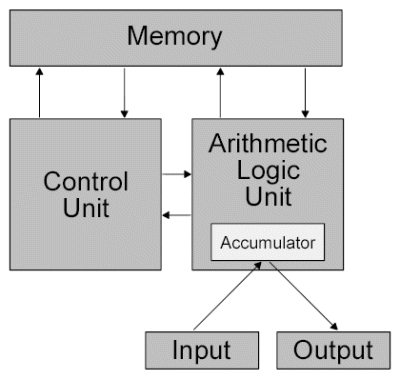 Memory
Control
Unit
Arithmetic
Logic
Unit
Accumulator
Input
Output